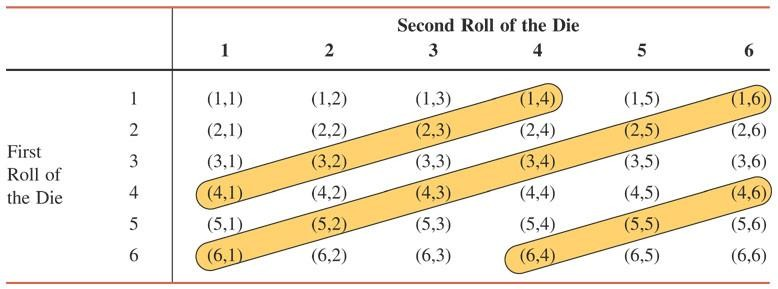 Second Roll of the Die
1 2 3 4 5 6
1 (1,1) (1,2) (1,3) (1,4) (1,5) (1,6)
2 (2,1) (2,2) (2,3) (2,4) (2,5) (2,6)
First
3 (3,1) (3,2) (3,3) (3,4) (3,5) (3,6)
Roll of
the Die 4 (4,1) (4,2) (4,3) (4,4) (4,5) (4,6)
5 (5,1) (5,2) (5,3) (5,4) (5,5) (5,6)
6 (6,1) (6,2) (6,3) (6,4) (6,5) (6,6)